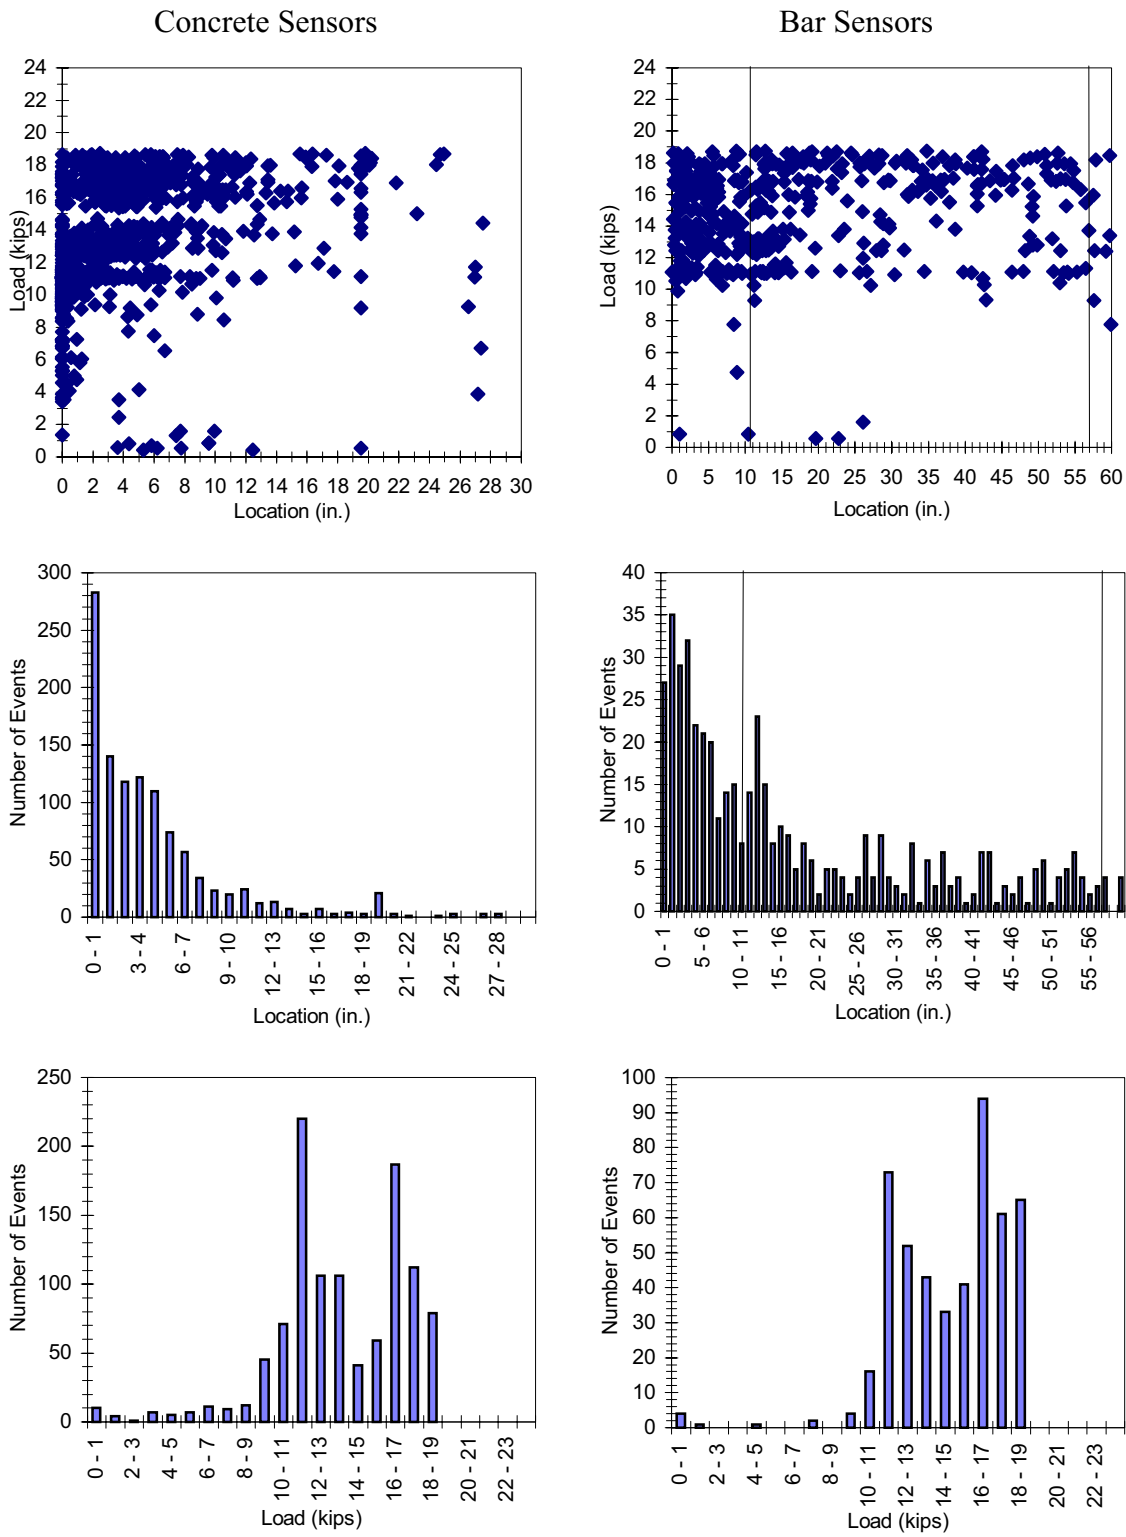 Concrete Sensors
Bar Sensors
24
22
20
18
16
14
12
10
8
6
4
2
0
Load (kips)
0 2 4 6 8 10 12 14 16 18 20 22 24 26 28 30
Location (in.)
24
22
20
18
16
14
12
10
8
6
4
2
0
Load (kips)
0 5 10 15 20 25 30 35 40 45 50 55 60
Location (in.)
300
250
200
150
100
50
0
Number of Events
0 - 1
3 - 4
6 - 7
9 - 10
12 - 13
15 - 16
18 - 19
21 - 22
24 - 25
27 - 28
Location (in.)
40
35
30
25
20
15
10
5
0
Number of Events
0 - 1
5 - 6
10 - 11
15 - 16
20 - 21
25 - 26
30 - 31
35 - 36
40 - 41
45 - 46
50 - 51
55 - 56
Location (in.)
250
200
150
100
50
0
Number of Events
0 - 1
2 - 3
4 - 5
6 - 7
8 - 9
10 - 11
12 - 13
14 - 15
16 - 17
18 - 19
20 - 21
22 - 23
Load (kips)
100
90
80
70
60
50
40
30
20
10
0
Number of Events
0 - 1
2 - 3
4 - 5
6 - 7
8 - 9
10 - 11
12 - 13
14 - 15
16 - 17
18 - 19
20 - 21
22 - 23
Load (kips)